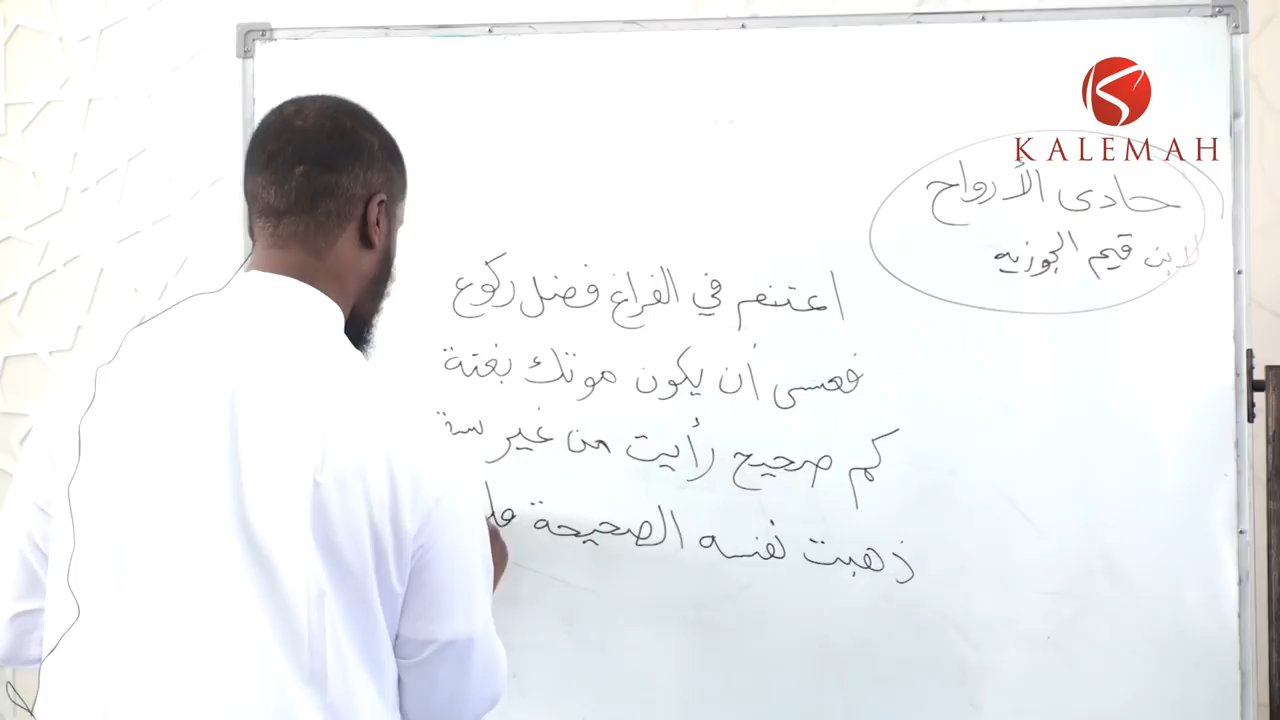 KALEMAH
حادى الأرواح
لابن قيم الجوزيه
اغتنم في الفراغ فضل ركوع
فعسى أن يكون موتك بغتة
كم صحيح رأيت من غير
ذهبت نفسه الصحيحة